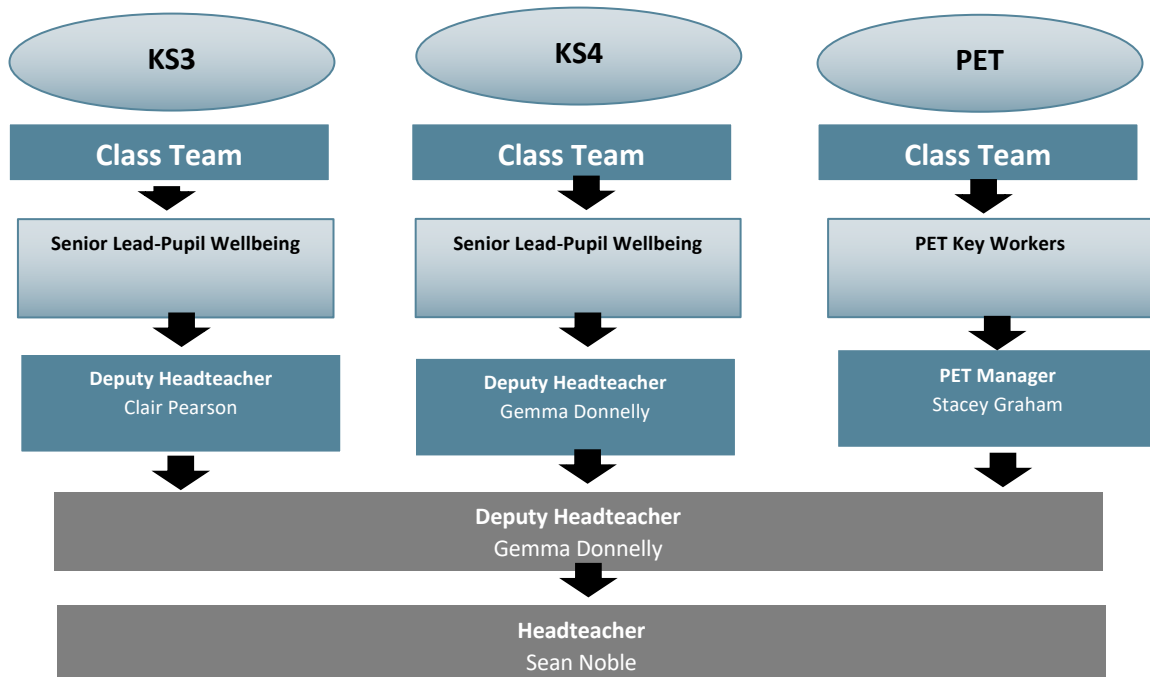 KS3
KS4
PET
Class Team
Class Team
Class Team
Senior Lead-Pupil Wellbeing
Senior Lead-Pupil Wellbeing
PET Key Workers
Deputy Headteacher
Clair Pearson
Deputy Headteacher
Gemma Donnelly
PET Manager
Stacey Graham
Deputy Headteacher
Gemma Donnelly
Headteacher
Sean Noble